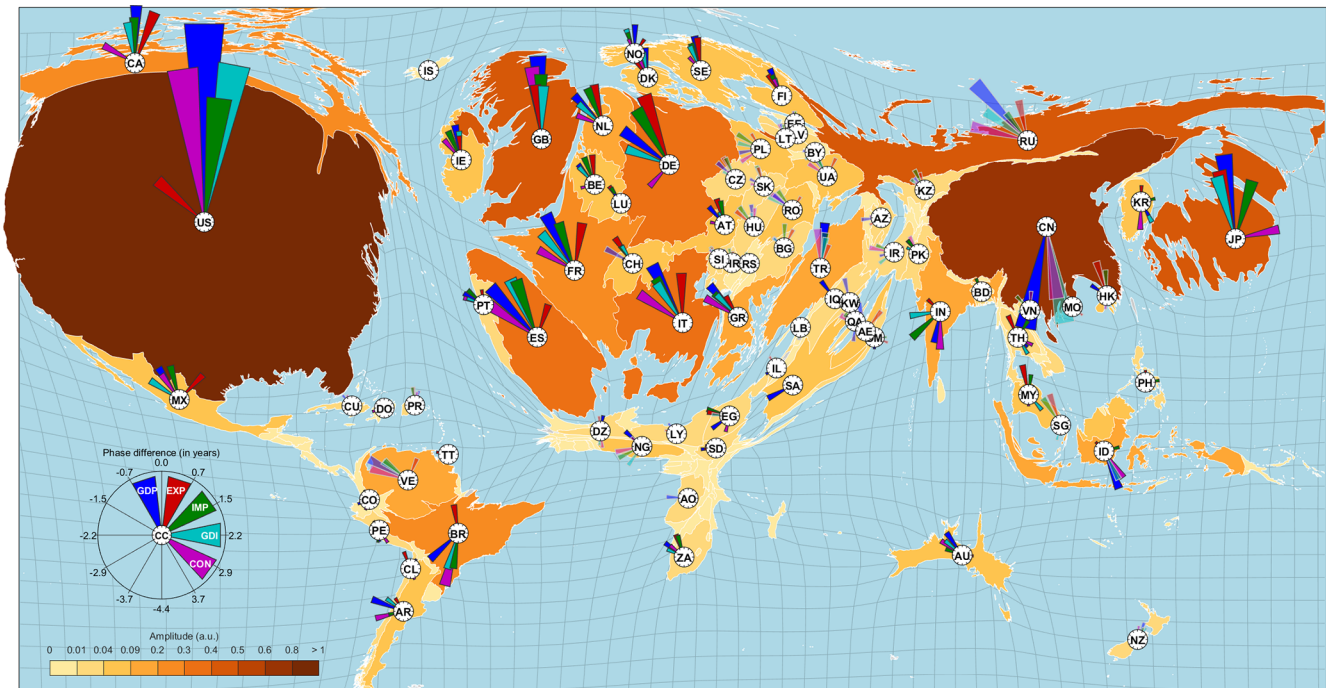 CA
IS
NO
DK
SE
FI
US
GB
NL
IE
DE
PL
LT
BY
RU
BE
LU
CZ
SK
UA
KZ
AT
HU
RO
AZ
KR
CN
JP
FR
CH
SI
RS
BG
TR
IR
PK
PT
ES
IT
GR
IQ
KW
QA
AE
LB
BD
IN
VN
TH
MO
HK
MX
CU
DO
PR
IL
SA
MY
PH
SG
DZ
NG
LY
EG
SD
ID
TT
VE
CO
PE
BR
CL
AR
AO
ZA
AU
NZ
Phase difference (in years)
0.0
-0.7
0.7
-1.5
1.5
-2.2
2.2
-2.9
2.9
-3.7
3.7
-4.4
GDP
EXP
IMP
GDI
CON
CC
Amplitude (a.u.)
0 0.01 0.04 0.09 0.2 0.3 0.4 0.5 0.6 0.8 > 1